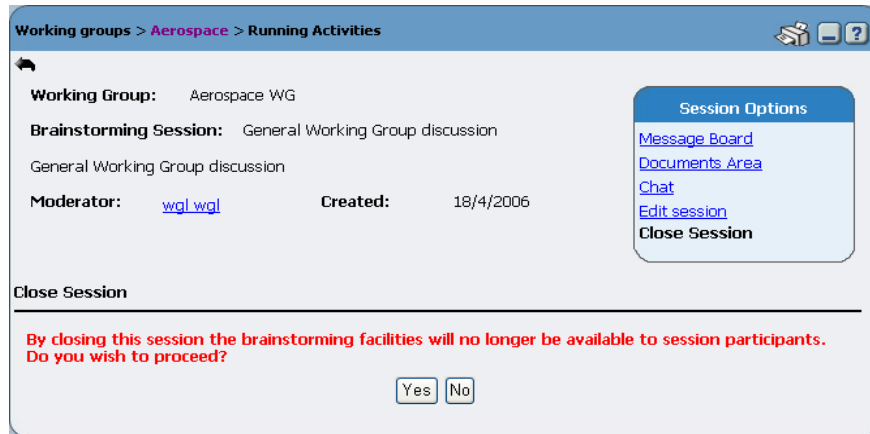 Working groups > Aerospace > Running Activities
?
Working Group: Aerospace WG
Brainstorming Session: General Working Group discussion
General Working Group discussion
Moderator: wgl wgl Created: 18/4/2006
Session Options
Message Board
Documents Area
Chat
Edit session
Close Session
Close Session
By closing this session the brainstorming facilities will no longer be available to session participants.
Do you wish to proceed?
Yes No